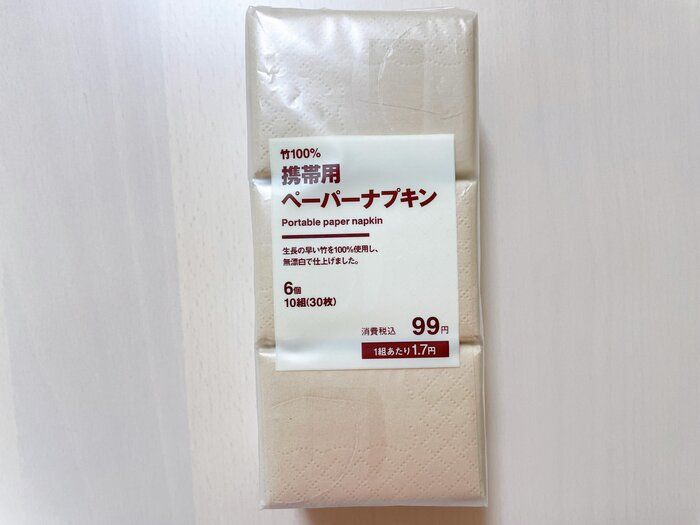 竹100%
携帯用
ペーパーナプキン
Portable paper napkin
生長の早い竹を100%使用し、
無漂白で仕上げました。
6個
10組(30枚)
消費税込 99円
1組あたり1.7円